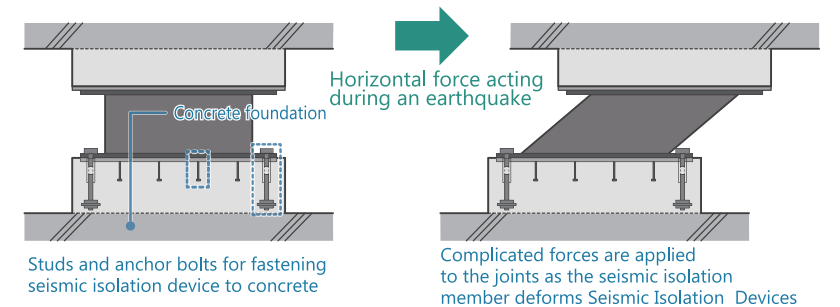 Horizontal force acting
during an earthquake
Concrete foundation
Studs and anchor bolts for fastening
seismic isolation device to concrete
Complicated forces are applied
to the joints as the seismic isolation
member deforms Seismic Isolation Devices